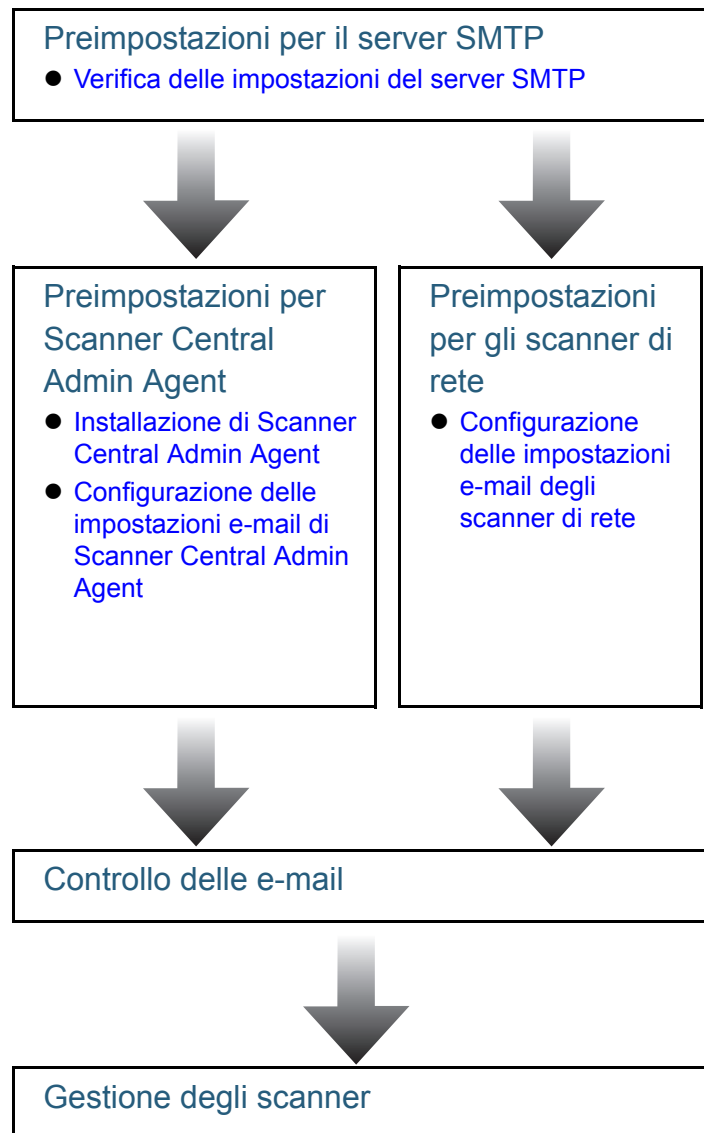 Preimpostazioni per il server SMTP
● Verifica delle impostazioni del server SMTP
Preimpostazioni per
Scanner Central
Admin Agent
● Installazione di Scanner
Central Admin Agent
● Configurazione delle
impostazioni e-mail di
Scanner Central Admin
Agent
Preimpostazioni
per gli scanner di
rete
● Configurazione
delle impostazioni
e-mail degli
scanner di rete
Controllo delle e-mail
Gestione degli scanner